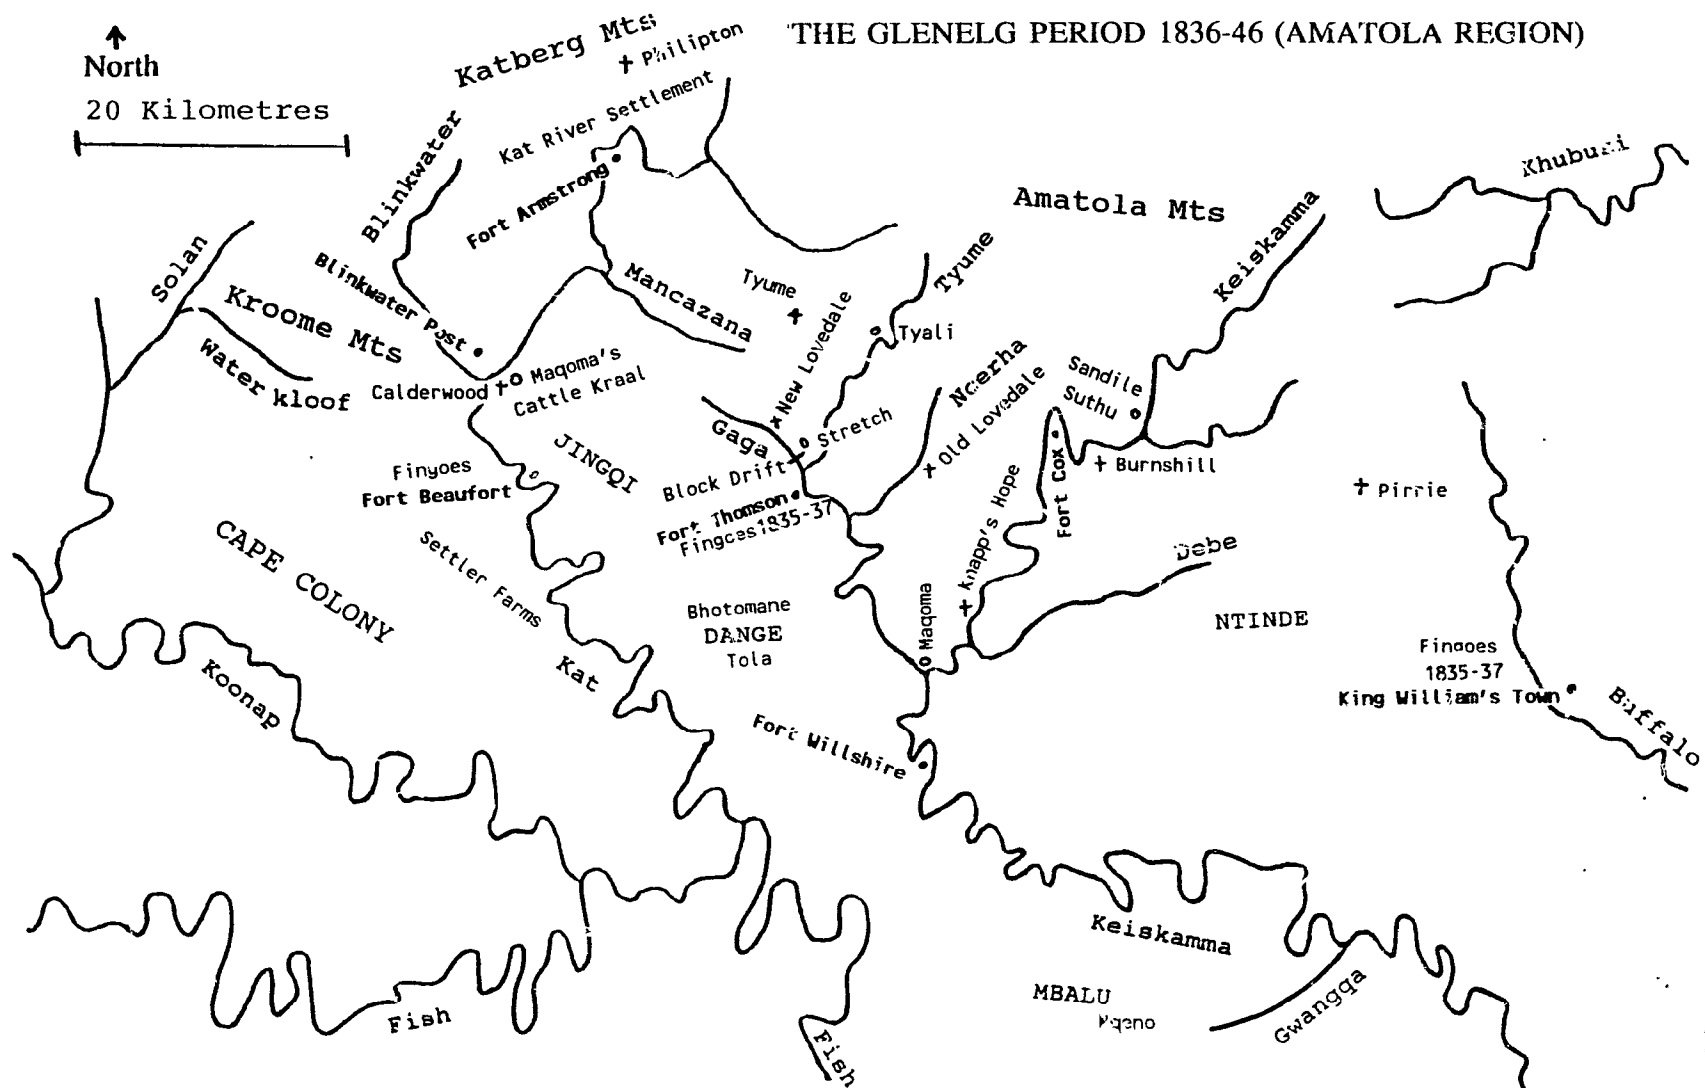 THE GLENELG PERIOD 1836-46 (AMATOLA REGION)
North
20 Kilometres
Katberg Mts
Philipton
Kat River Settlement
Blinkwater
Fort Armstrong
Amatola Mts
Keiskamma
Solan
Kroome Mts
Water kloof
Blinkwater Post
Mancazana
Tyume
Tyume
New Lovedale
Tyali
Calderwood
Maqoma's
Cattle Kraal
JINGQI
Gaga
Stretch
Block Drift
Old Lovedale
Sandile
Suthu
Burnshill
Fort Cox
Pirrie
Finyoes
Fort Beaufort
Fort Thomson
1835-37
Knapp's Hope
Debe
CAPE COLONY
Settler Farms
Bhotomane
DANGE
Tola
Maqoma
NTINDE
1835-37
King William's Town
Buffalo
Koonap
Kat
Fort Willshire
Keiskamma
MBALU
Gwangqa
Fish
Fish